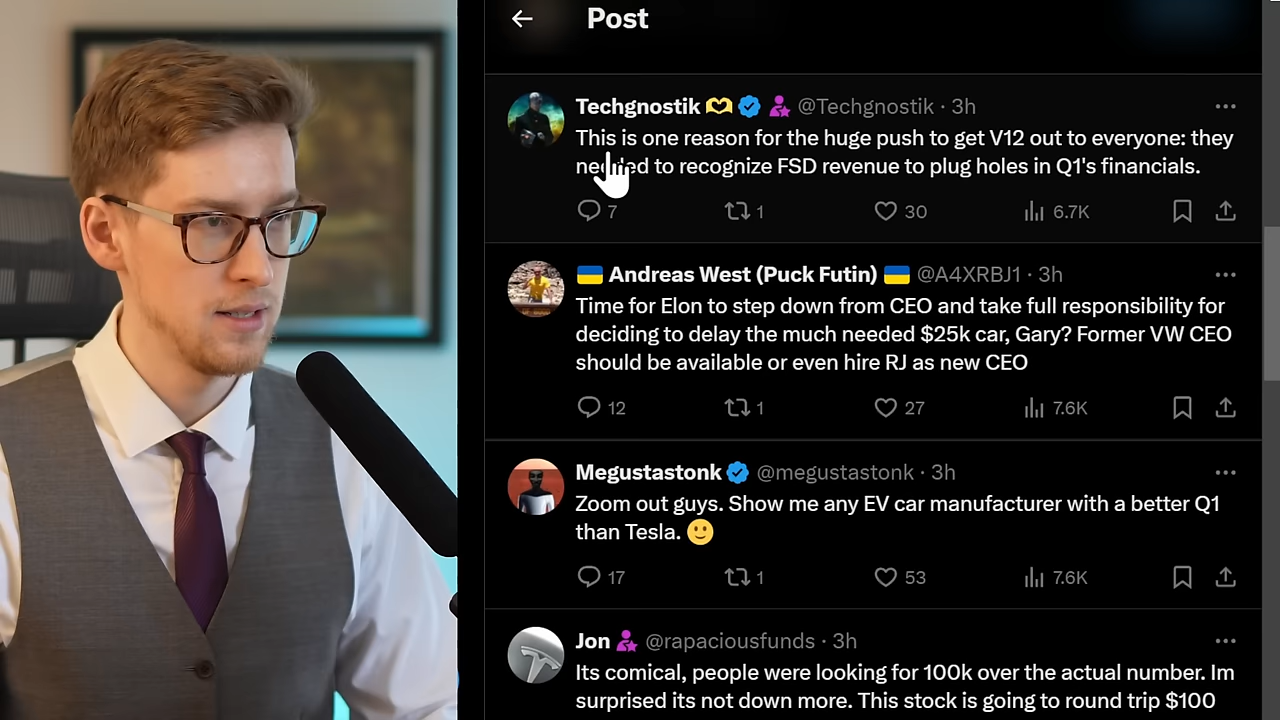 Post
Techgnostik @Techgnostik · 3h
This is one reason for the huge push to get V12 out to everyone: they
needed to recognize FSD revenue to plug holes in Q1's financials.
7 1 30 6.7K
Andreas West (Puck Futin) @A4XRBJ1 · 3h
Time for Elon to step down from CEO and take full responsibility for
deciding to delay the much needed $25k car, Gary? Former VW CEO
should be available or even hire RJ as new CEO
12 1 27 7.6K
Megustastonk @megustastonk · 3h
Zoom out guys. Show me any EV car manufacturer with a better Q1
than Tesla. 🙂
17 1 53 7.6K
Jon @rapaciousfunds · 3h
Its comical, people were looking for 100k over the actual number. Im
surprised its not down more. This stock is going to round trip $100